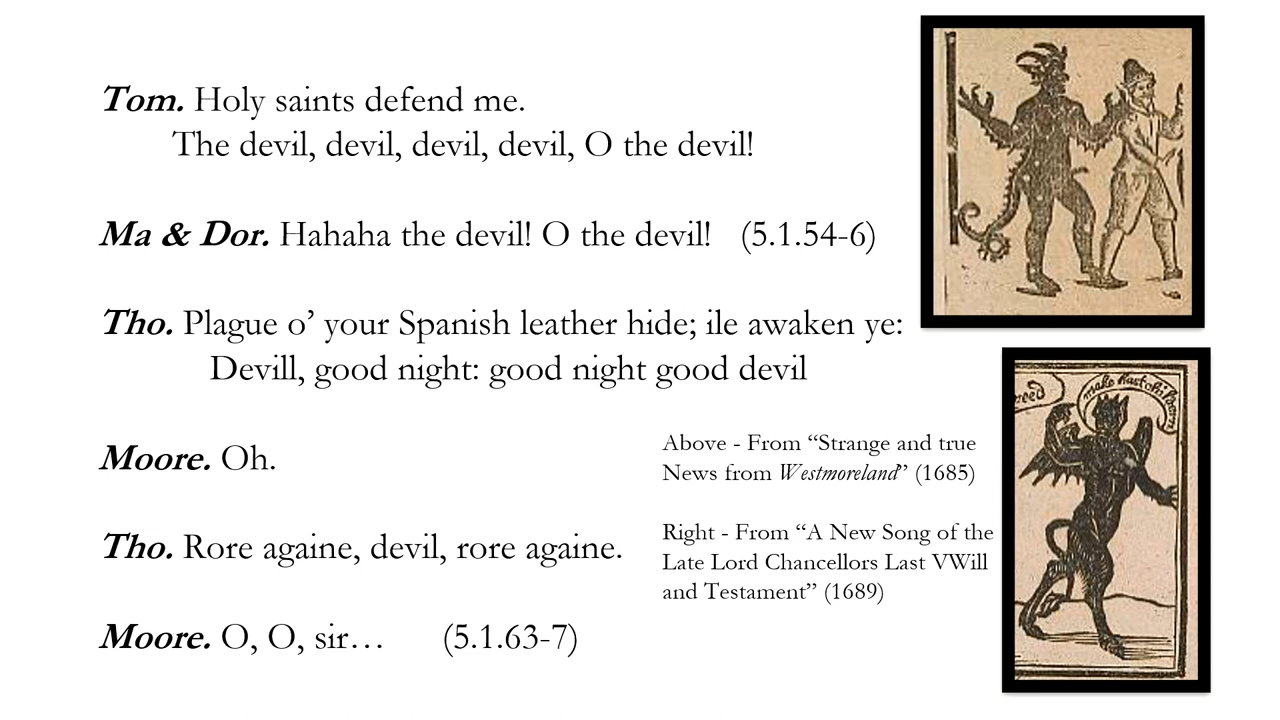 Tom. Holy saints defend me.
The devil, devil, devil, devil, O the devil!
Ma & Dor. Hahaha the devil! O the devil! (5.1.54-6)
Tho. Plague o’ your Spanish leather hide; ile awaken ye:
Devill, good night: good night good devil
Moore. Oh.
Tho. Rore againe, devil, rore againe.
Moore. O, O, sir… (5.1.63-7)
Above - From “Strange and true
News from Westmoreland” (1685)
Right - From “A New Song of the
Late Lord Chancellors Last VWill
and Testament” (1689)
make hast